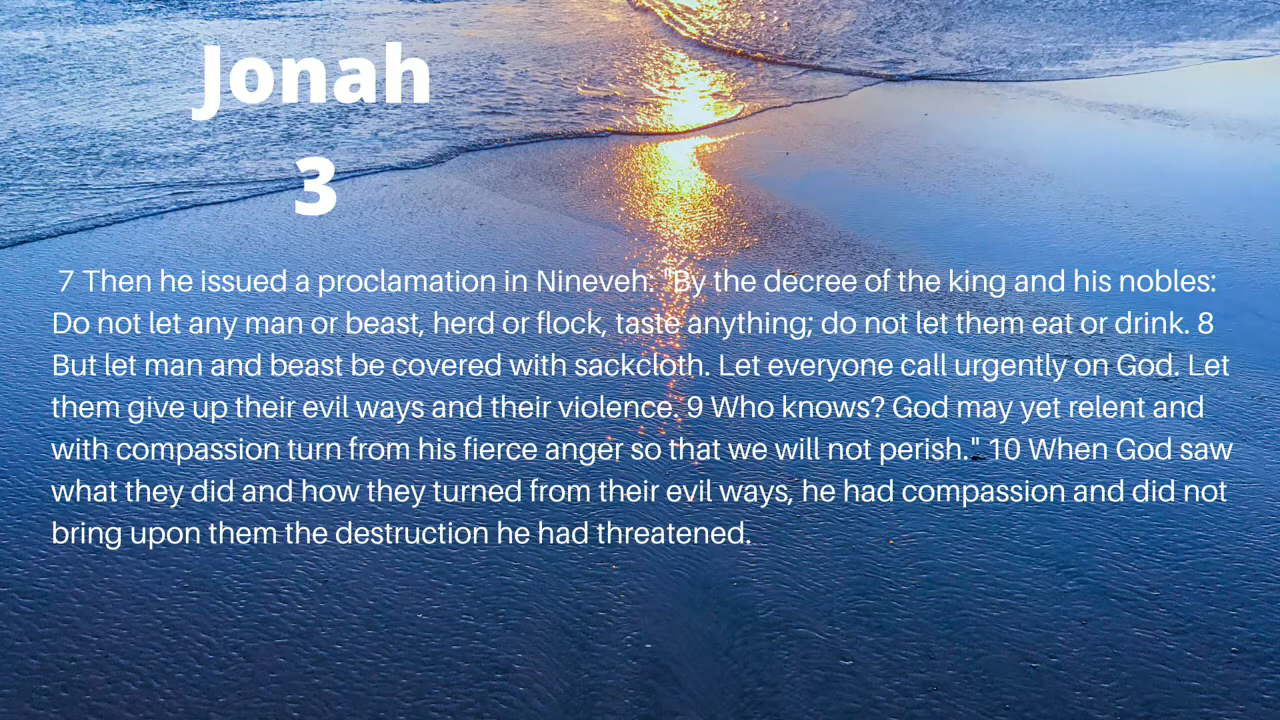 Jonah
3
7 Then he issued a proclamation in Nineveh: "By the decree of the king and his nobles:
Do not let any man or beast, herd or flock, taste anything; do not let them eat or drink. 8
But let man and beast be covered with sackcloth. Let everyone call urgently on God. Let
them give up their evil ways and their violence. 9 Who knows? God may yet relent and
with compassion turn from his fierce anger so that we will not perish." 10 When God saw
what they did and how they turned from their evil ways, he had compassion and did not
bring upon them the destruction he had threatened.